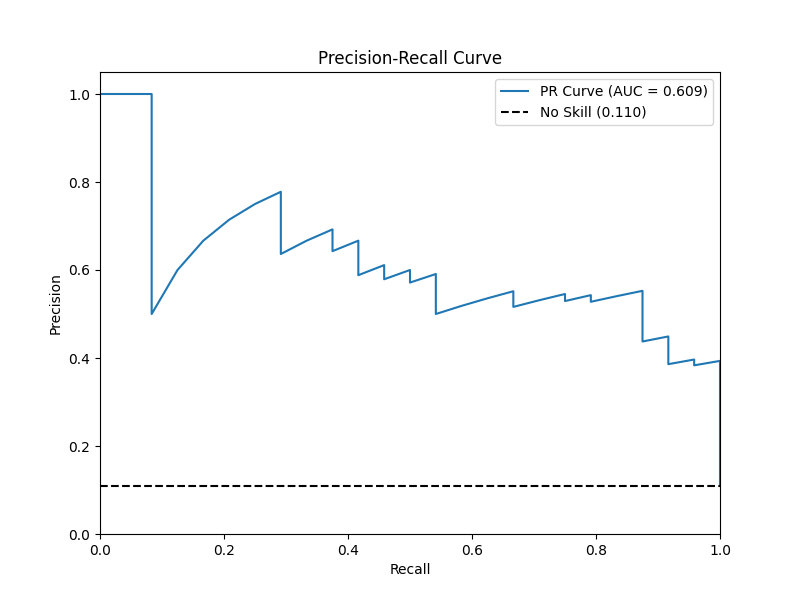 Precision-Recall Curve
PR Curve (AUC = 0.609)
No Skill (0.110)
1.0
0.8
0.6
0.4
0.2
0.0
Precision
0.0 0.2 0.4 0.6 0.8 1.0
Recall